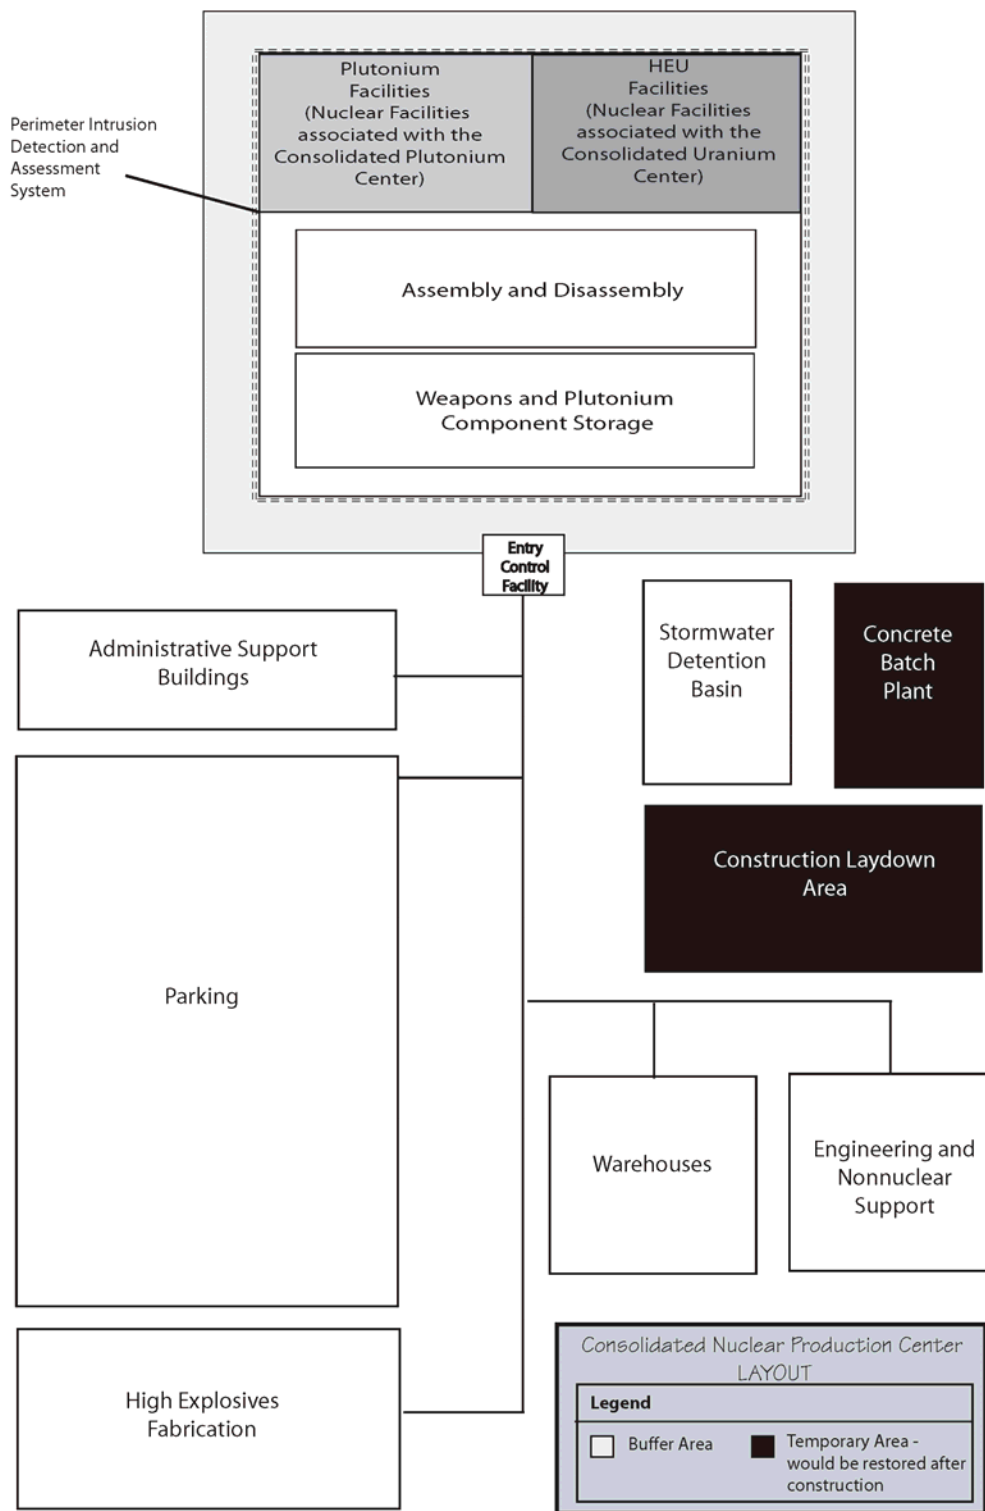 Plutonium
Facilities
(Nuclear Facilities
associated with the
Consolidated Plutonium
Center)
HEU
Facilities
(Nuclear Facilities
associated with the
Consolidated Uranium
Center)
Perimeter Intrusion
Detection and
Assessment
System
Assembly and Disassembly
Weapons and Plutonium
Component Storage
Entry
Control
Facility
Administrative Support
Buildings
Stormwater
Detention
Basin
Concrete
Batch
Plant
Construction Laydown
Area
Parking
Warehouses
Engineering and
Nonnuclear
Support
High Explosives
Fabrication
Consolidated Nuclear Production Center
LAYOUT
Legend
Buffer Area
Temporary Area -
would be restored after
construction